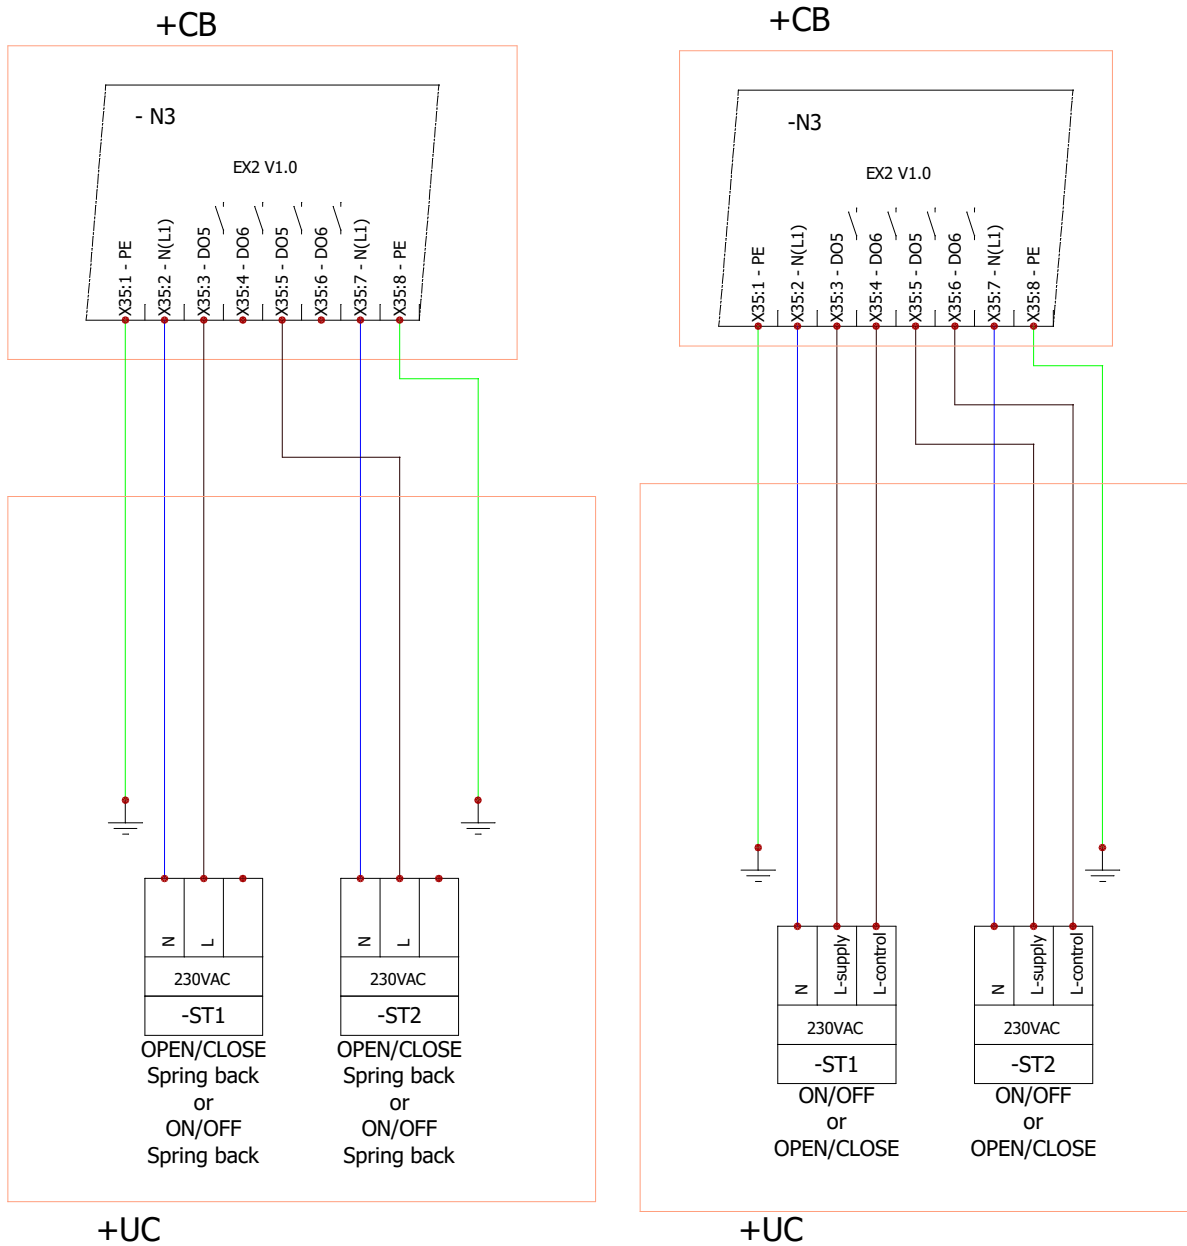 +CB
- N3
EX2 V1.0
X35:1 - PE
X35:2 - N(L1)
X35:3 - DO5
X35:4 - DO6
X35:5 - DO5
X35:6 - DO6
X35:7 - N(L1)
X35:8 - PE
N
L
230VAC
-ST1
OPEN/CLOSE
Spring back
or
ON/OFF
Spring back
N
L
230VAC
-ST2
OPEN/CLOSE
Spring back
or
ON/OFF
Spring back
+UC
+CB
-N3
EX2 V1.0
X35:1 - PE
X35:2 - N(L1)
X35:3 - DO5
X35:4 - DO6
X35:5 - DO5
X35:6 - DO6
X35:7 - N(L1)
X35:8 - PE
N
L-supply
L-control
230VAC
-ST1
ON/OFF
or
OPEN/CLOSE
N
L-supply
L-control
230VAC
-ST2
ON/OFF
or
OPEN/CLOSE
+UC